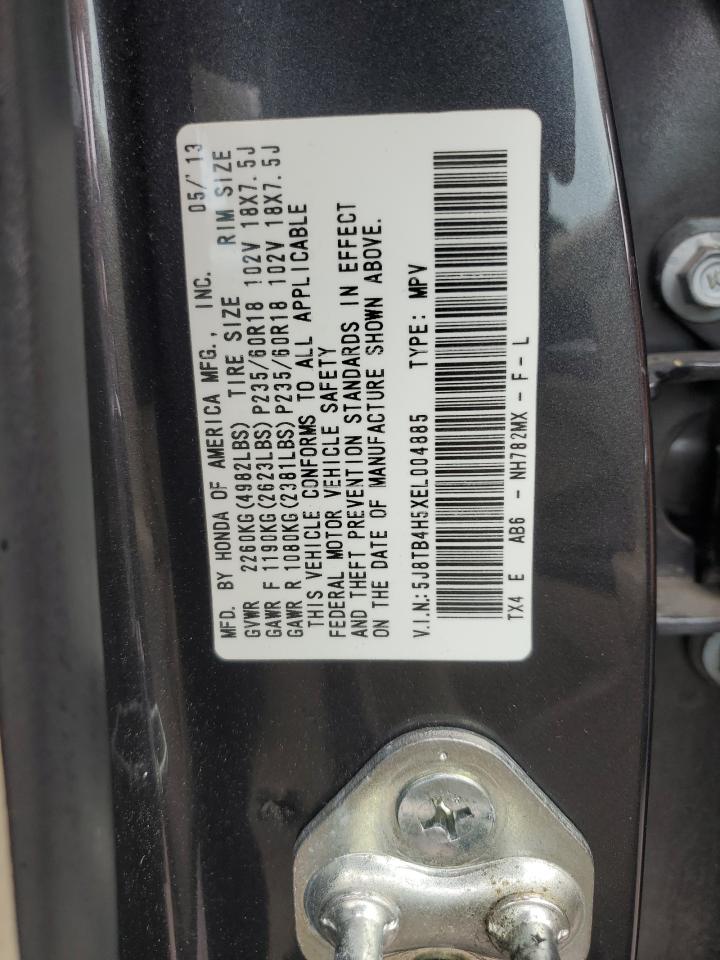 MFD. BY HONDA OF AMERICA MFG., INC. 05/'13
GVWR 2260KG(4982LBS) TIRE SIZE RIM SIZE
GAWR F 1190KG(2623LBS)P235/60R18 102V 18X7.5J
GAWR R 1080KG(2381LBS)P235/60R18 102V 18X7.5J
THIS VEHICLE CONFORMS TO ALL APPLICABLE
FEDERAL MOTOR VEHICLE SAFETY
AND THEFT PREVENTION STANDARDS IN EFFECT
ON THE DATE OF MANUFACTURE SHOWN ABOVE.
V.I.N.: 5J8TB4H5XEL004885 TYPE: MPV
TX4 E AB6 - NH782MX - F - L